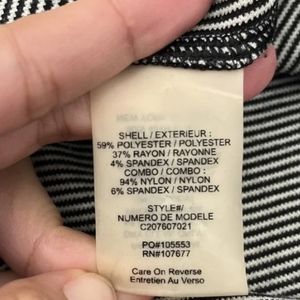 SHELL / EXTERIEUR :
59% POLYESTER / POLYESTER
37% RAYON / RAYONNE
4% SPANDEX / SPANDEX
COMBO / COMBO :
94% NYLON / NYLON
6% SPANDEX / SPANDEX
STYLE#/
NUMERO DE MODELE
C207607021
PO#105553
RN#107677
Care On Reverse
Entretien Au Verso